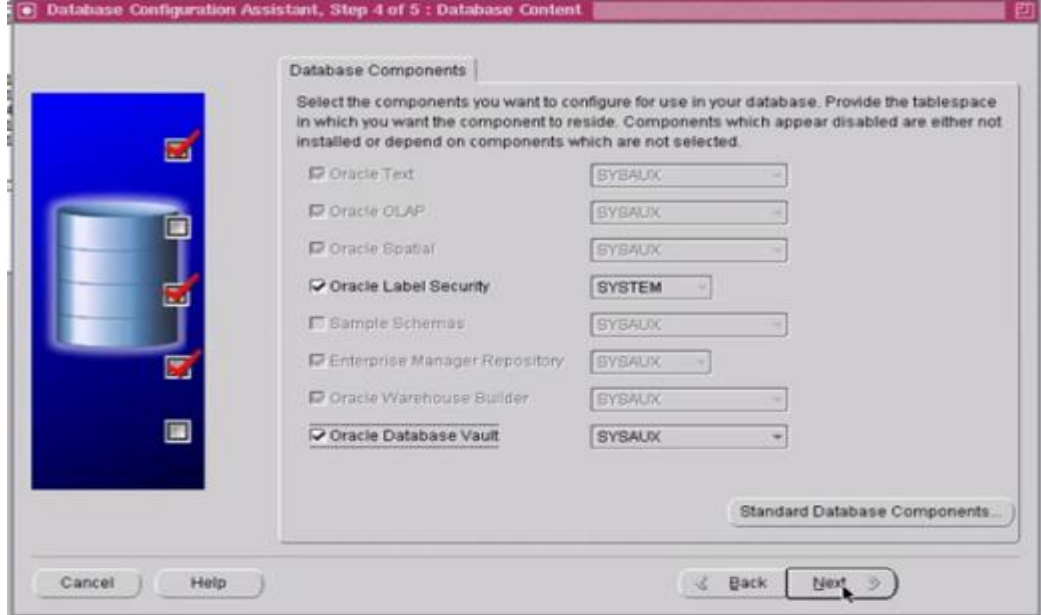 Database Configuration Assistant, Step 4 of 5 : Database Content
Database Components
Select the components you want to configure for use in your database. Provide the tablespace
in which you want the component to reside. Components which appear disabled are either not
installed or depend on components which are not selected.
Oracle Text SYSAUX
Oracle OLAP SYSAUX
Oracle Spatial SYSAUX
Oracle Label Security SYSTEM
Sample Schemas SYSAUX
Enterprise Manager Repository SYSAUX
Oracle Warehouse Builder SYSAUX
Oracle Database Vault SYSAUX
Standard Database Components...
Cancel Help Back Next